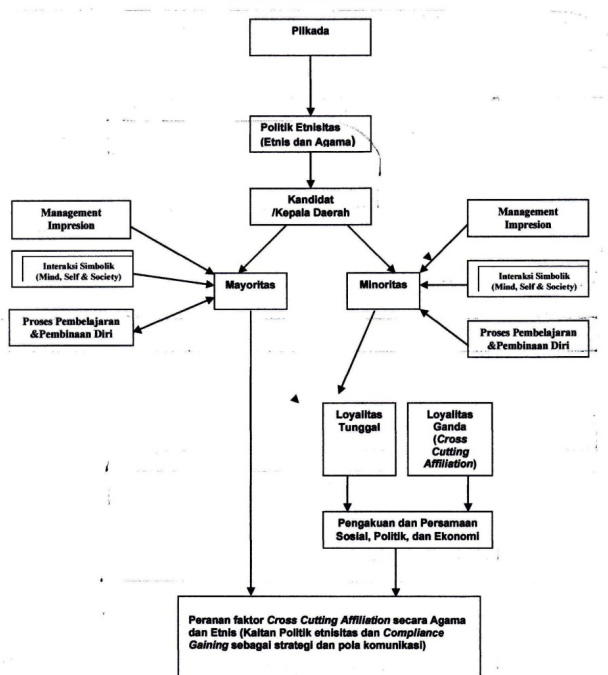 Pilkada
Politik Etnisitas
(Etnis dan Agama)
Kandidat
/Kepala Daerah
Management
Impresion
Management
Impresion
Interaksi Simbolik
(Mind, Self & Society)
Mayoritas
Minoritas
Interaksi Simbolik
(Mind, Self & Society)
Proses Pembelajaran
&Pembinaan Diri
Proses Pembelajaran
&Pembinaan Diri
Loyalitas
Tunggal
Loyalitas
Ganda
(Cross
Cutting
Affiliation)
Pengakuan dan Persamaan
Sosial, Politik, dan Ekonomi
Peranan faktor Cross Cutting Affiliation secara Agama
dan Etnis (Kaitan Politik etnisitas dan Compliance
Gaining sebagai strategi dan pola komunikasi)